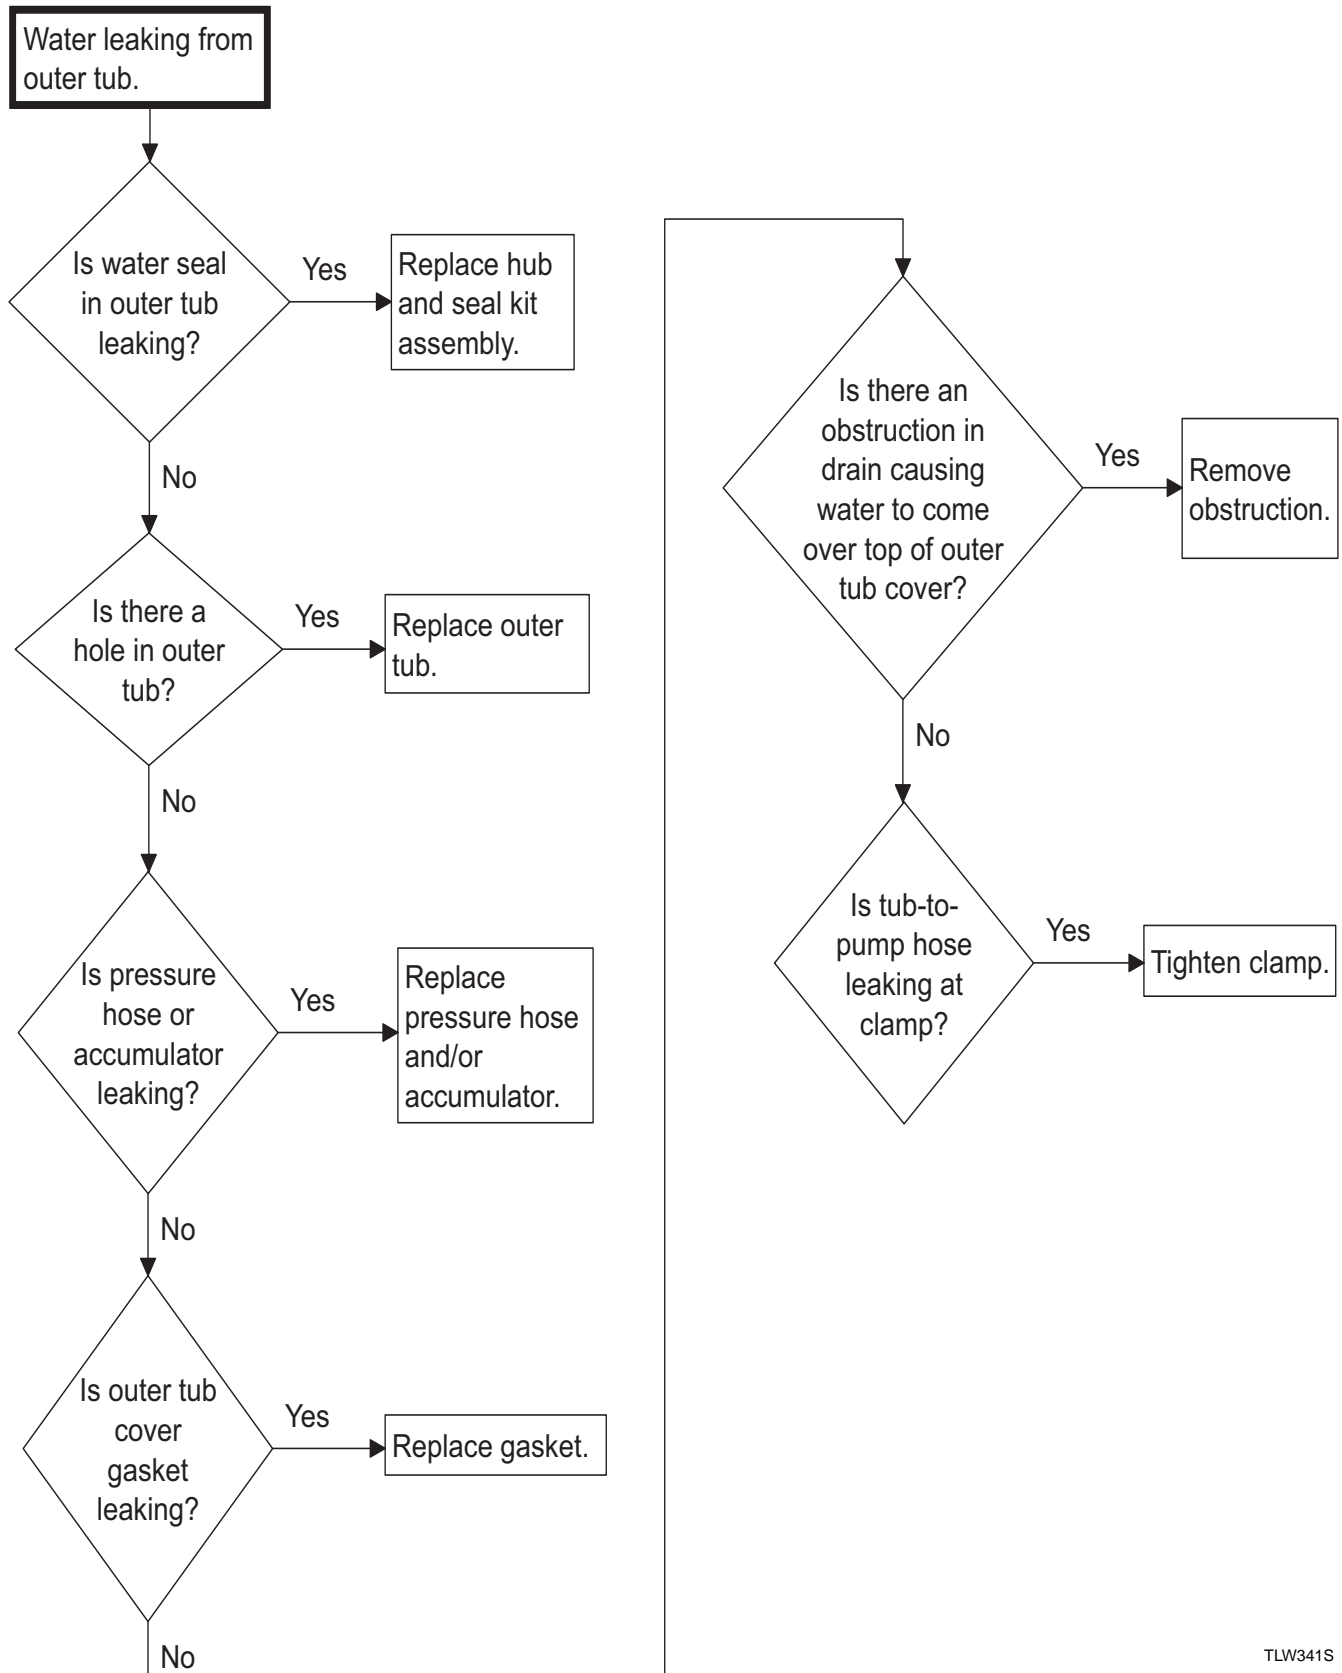 Water leaking from
outer tub.
Is water seal
in outer tub
leaking?
Yes
Replace hub
and seal kit
assembly.
No
Is there a
hole in outer
tub?
Yes
Replace outer
tub.
No
Is pressure
hose or
accumulator
leaking?
Yes
Replace
pressure hose
and/or
accumulator.
No
Is outer tub
cover
gasket
leaking?
Yes
Replace gasket.
No
Is there an
obstruction in
drain causing
water to come
over top of outer
tub cover?
Yes
Remove
obstruction.
No
Is tub-to-
pump hose
leaking at
clamp?
Yes
Tighten clamp.
TLW341S